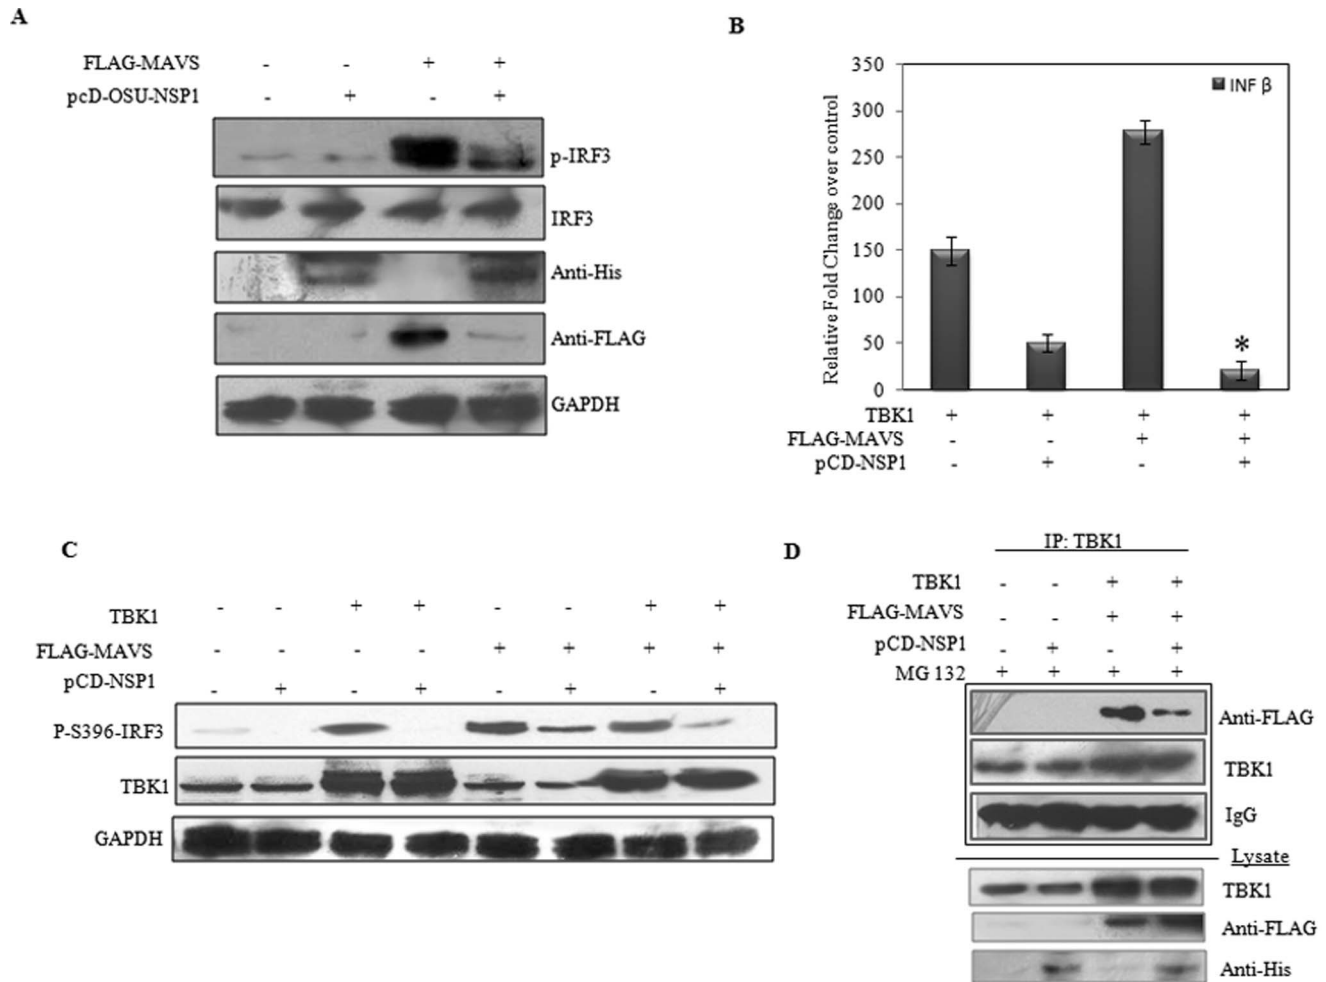 A
FLAG-MAVS - - + +
pcD-OSU-NSP1 - + - +
p-IRF3
IRF3
Anti-His
Anti-FLAG
GAPDH
B
Relative Fold Change over control
350
300
250
200
150
100
50
0
INF β
*
TBK1 + + + +
FLAG-MAVS - - + +
pCD-NSP1 - + - +
C
TBK1 - - + + - - + +
FLAG-MAVS - - - - + + + +
pCD-NSP1 - + - + - + - +
P-S396-IRF3
TBK1
GAPDH
D
IP: TBK1
TBK1 - - + +
FLAG-MAVS - - + +
pCD-NSP1 - + - +
MG 132 + + + +
Anti-FLAG
TBK1
IgG
Lysate
TBK1
Anti-FLAG
Anti-His